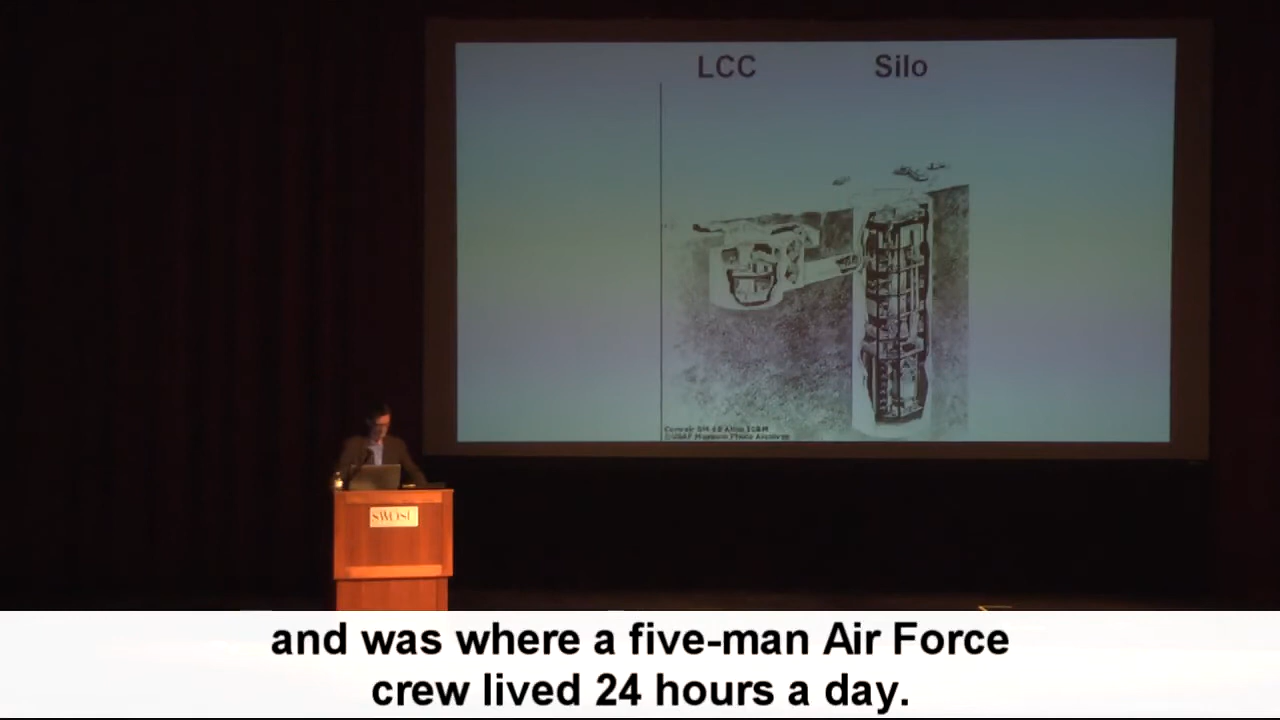 LCC Silo
SWOSU
and was where a five-man Air Force
crew lived 24 hours a day.